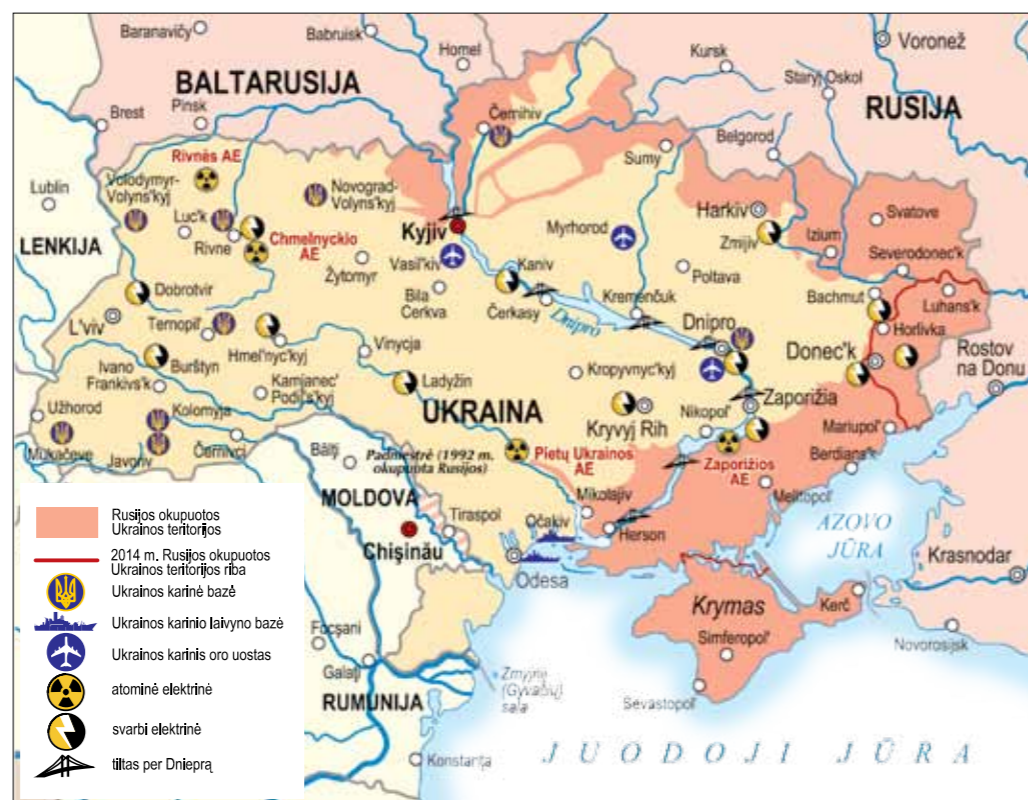 Baranavičy
Babruisk
Homel
Kursk
Voronež
BALTARUSIJA
Staryj Oskol
RUSIJA
Brest
Pinsk
Černihiv
Belgorod
Sumy
Rivnės AE
Lublin
Volodymyr-
Volyns'kyj
Novograd-
Volyns'kyj
Harkiv
Svatove
Luc'k
Myrhorod
Kyjiv
Zmijiv
Izium
LENKIJA
Rivne
Chmelnyckio
AE
Severodonec'k
Vasil'kiv
Žytomyr
Kaniv
Poltava
Dobrotvir
Bila
Cerkva
Bachmut
Luhans'k
Čerkasy
Kremenčuk
L'viv
Ternopil'
Dnipro
Dnipro
Horlivka
Hmel'nyc'kyj
Vinycja
Donec'k
Rostov
na Donu
Ivano
Frankivs'k
Burštyn
Kropyvnyc'kyj
Kamjanec'
Podil's'kyj
Ladyžin
Zaporižia
UKRAINA
Užhorod
Kolomyja
Nikopol'
Kryvyj Rih
Mariupol'
Mukačeve
Javoriv
Černivci
Bălţi
Padniestrė (1992 m.
okupuota Rusijos)
Pietų Ukrainos
AE
Zaporižios
AE
Berdians'k
MOLDOVA
Mikolajiv
Melitopol'
Rusijos okupuotos
Ukrainos teritorijos
Tiraspol
Očakiv
Herson
AZOVO
JŪRA
2014 m. Rusijos okupuotos
Ukrainos teritorijos riba
Chişinău
Odesa
Krasnodar
Ukrainos karinė bazė
Krymas
Kerč
Ukrainos karinio laivyno bazė
Focşani
Simferopol'
Novorosijsk
Ukrainos karinis oro uostas
Galaţi
Zmyjinė
(Gyvačių)
sala
atominė elektrinė
RUMUNIJA
Sevastopol'
svarbi elektrinė
JUODOJI JŪRA
Konstanţa
tiltas per Dnieprą